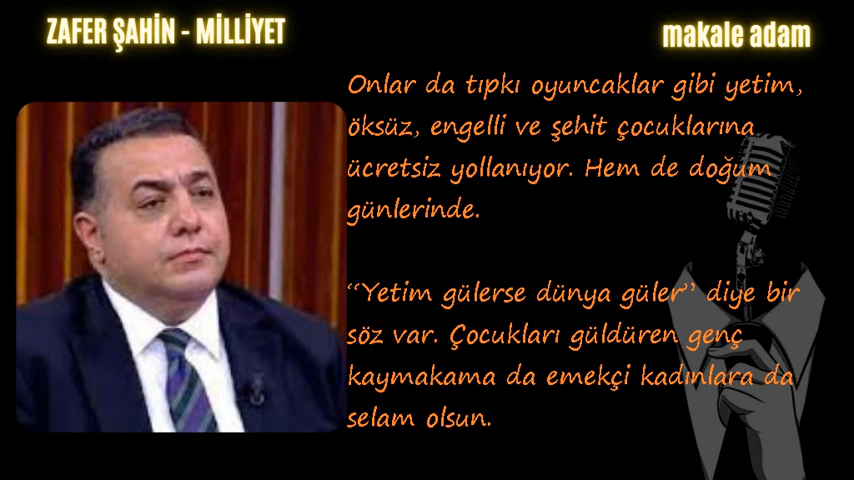 ZAFER ŞAHİN - MİLLİYET
makale adam
Onlar da tıpkı oyuncaklar gibi yetim,
öksüz, engelli ve şehit çocuklarına
ücretsiz yollanıyor. Hem de doğum
günlerinde.
“Yetim gülerse dünya güler” diye bir
söz var. Çocukları güldüren genç
kaymakama da emekçi kadınlara da
selam olsun.